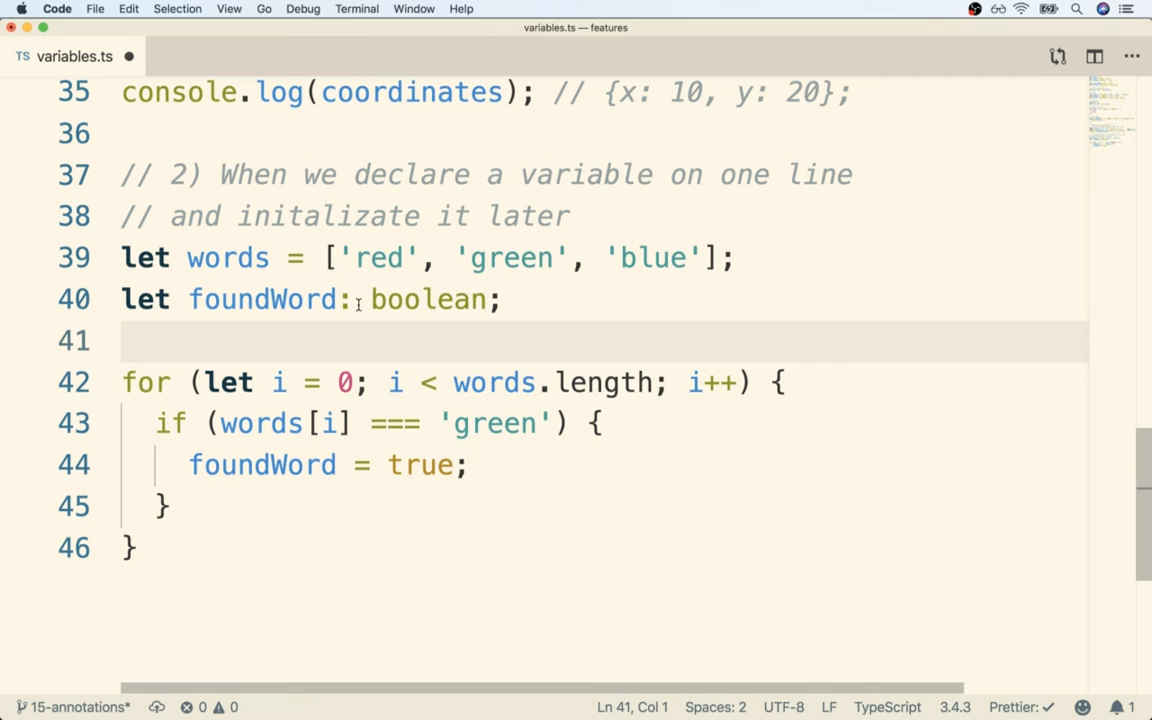 Code File Edit Selection View Go Debug Terminal Window Help
variables.ts — features
TS variables.ts
35 console.log(coordinates); // {x: 10, y: 20};
36
37 // 2) When we declare a variable on one line
38 // and initalizate it later
39 let words = ['red', 'green', 'blue'];
40 let foundWord: boolean;
41
42 for (let i = 0; i < words.length; i++) {
43 if (words[i] === 'green') {
44 foundWord = true;
45 }
46 }
15-annotations* 0 0 Ln 41, Col 1 Spaces: 2 UTF-8 LF TypeScript 3.4.3 Prettier: ✓ 1